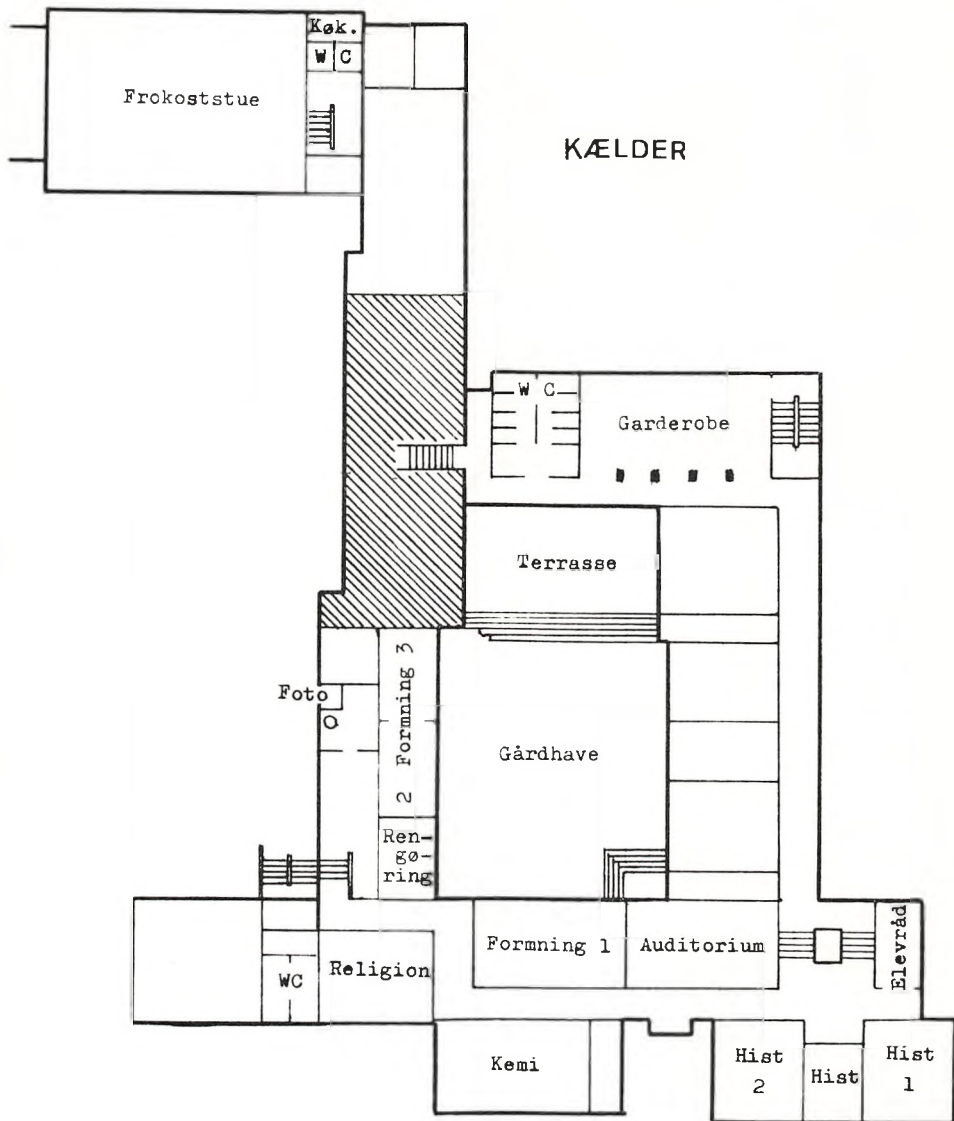 Køk.
W C
Frokoststue
KÆLDER
W C
Garderobe
Terrasse
Foto
2 Formning 3
Gårdhave
Ren-
gø-
ring
Formning 1
Auditorium
Elevråd
Religion
WC
Kemi
Hist
2
Hist
Hist
1